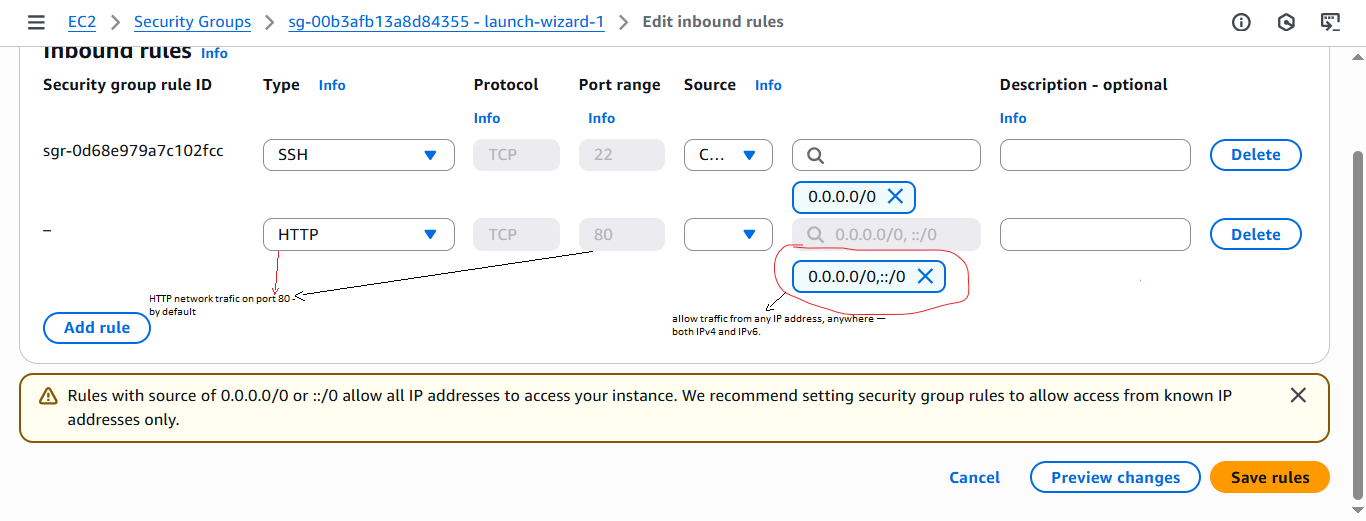 EC2 > Security Groups > sg-00b3afb13a8d84355 - launch-wizard-1 > Edit inbound rules
Inbound rules Info
Security group rule ID Type Info Protocol Port range Source Info Description - optional
Info Info Info
sgr-0d68e979a7c102fcc SSH TCP 22 C... Delete
0.0.0.0/0
– HTTP TCP 80 0.0.0.0/0, ::/0 Delete
0.0.0.0/0,::/0
HTTP network trafic on port 80 -
by default
allow traffic from any IP address, anywhere —
both IPv4 and IPv6.
Add rule
Rules with source of 0.0.0.0/0 or ::/0 allow all IP addresses to access your instance. We recommend setting security group rules to allow access from known IP
addresses only.
Cancel Preview changes Save rules